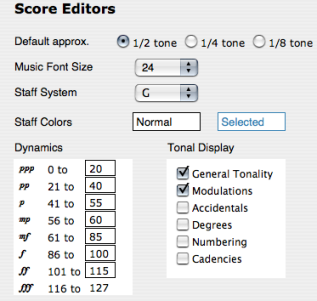 Score Editors
Default approx. 1/2 tone 1/4 tone 1/8 tone
Music Font Size 24
Staff System G
Staff Colors Normal Selected
Dynamics Tonal Display
ppp 0 to 20
pp 21 to 40
p 41 to 55
mp 56 to 60
mf 61 to 85
f 86 to 100
ff 101 to 115
fff 116 to 127
General Tonality
Modulations
Accidentals
Degrees
Numbering
Cadencies